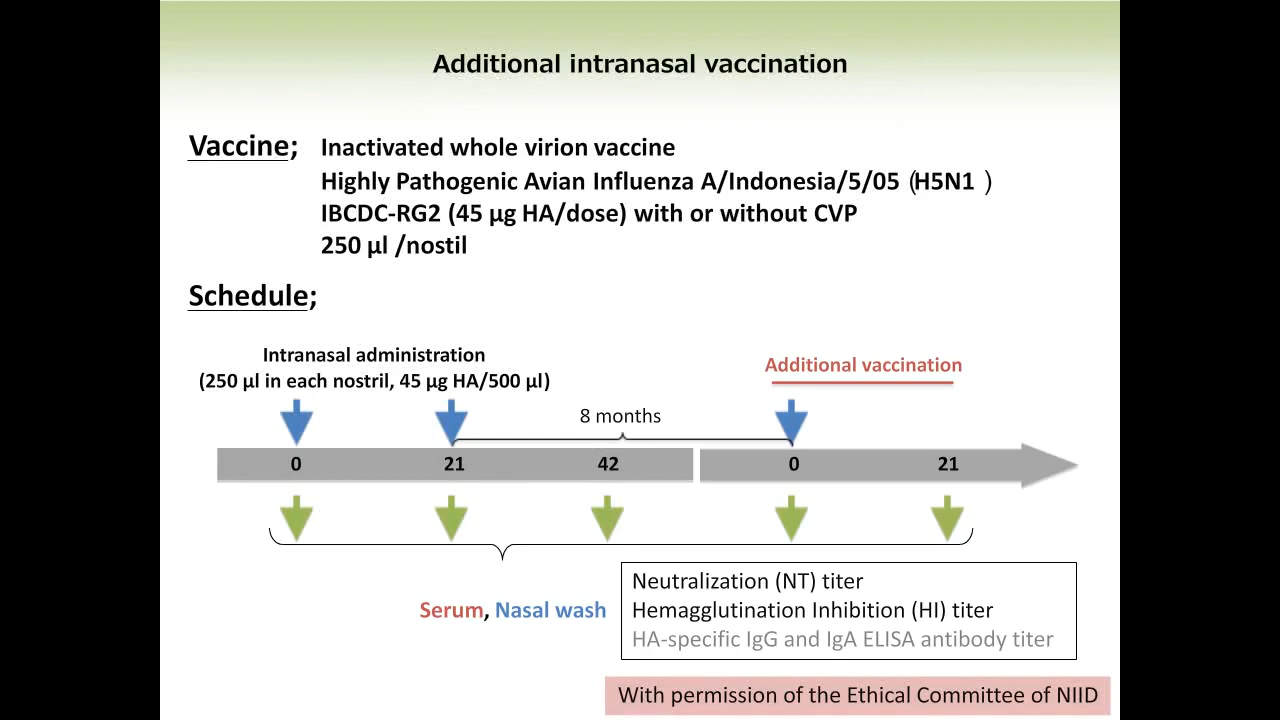 Additional intranasal vaccination
Vaccine; Inactivated whole virion vaccine
Highly Pathogenic Avian Influenza A/Indonesia/5/05 (H5N1 )
IBCDC-RG2 (45 μg HA/dose) with or without CVP
250 μl /nostil
Schedule;
Intranasal administration
(250 μl in each nostril, 45 μg HA/500 μl)
Additional vaccination
8 months
0 21 42 0 21
Serum, Nasal wash
Neutralization (NT) titer
Hemagglutination Inhibition (HI) titer
HA-specific IgG and IgA ELISA antibody titer
With permission of the Ethical Committee of NIID